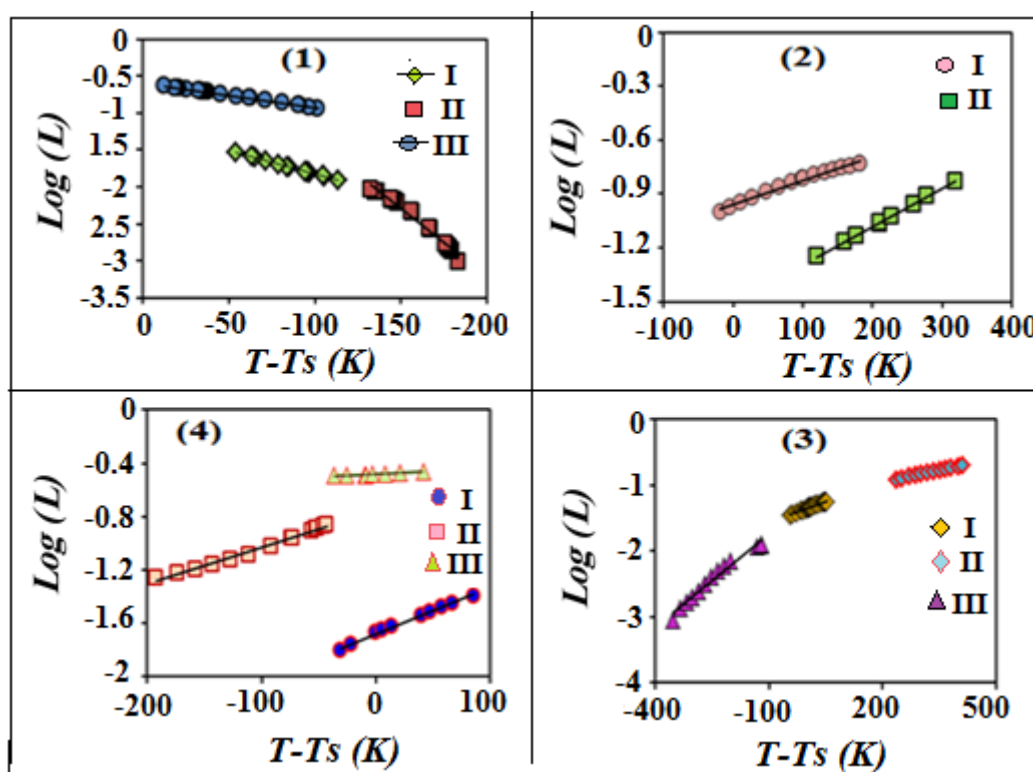 0
-0.5
-1
1.5
-2
2.5
-3
-3.5
Log (L)
(1)
I
II
III
0
-50
-100
-150
-200
T-Ts (K)
0
-0.3
-0.6
-0.9
-1.2
-1.5
Log (L)
(2)
I
II
-100
0
100
200
300
400
T-Ts (K)
0
-0.4
-0.8
-1.2
-1.6
-2
Log (L)
(4)
I
II
III
-200
-100
0
100
T-Ts (K)
0
-1
-2
-3
-4
Log (L)
(3)
I
II
III
-400
-100
200
500
T-Ts (K)